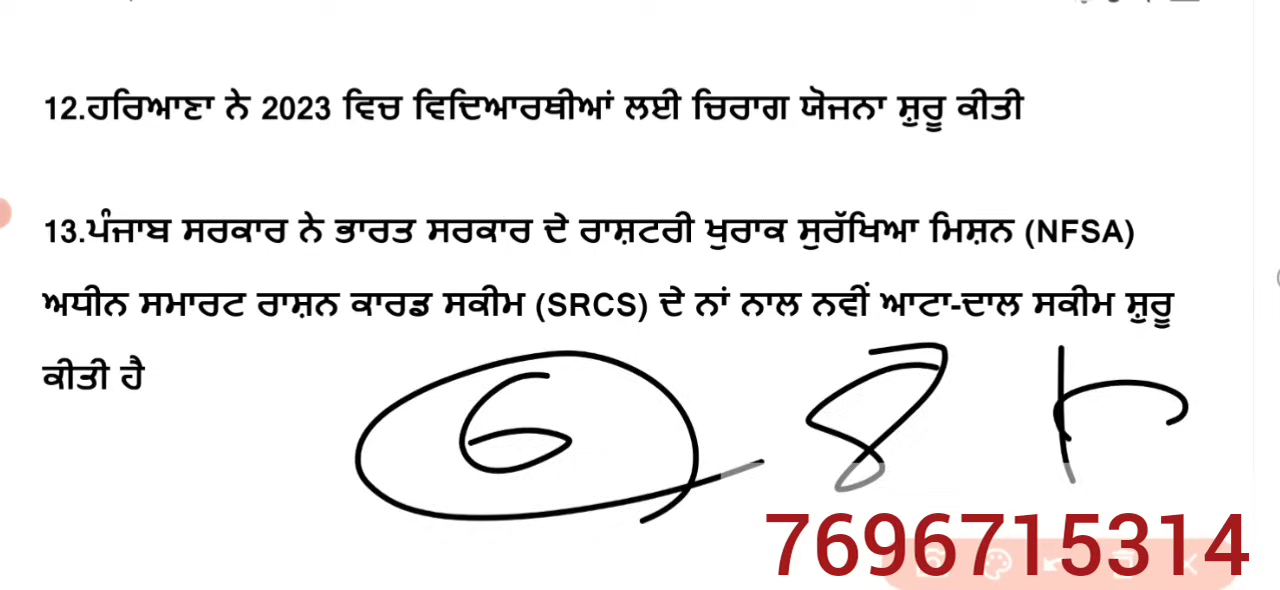 12.ਹਰਿਆਣਾ ਨੇ 2023 ਵਿਚ ਵਿਦਿਆਰਥੀਆਂ ਲਈ ਚਿਰਾਗ ਯੋਜਨਾ ਸ਼ੁਰੂ ਕੀਤੀ
13.ਪੰਜਾਬ ਸਰਕਾਰ ਨੇ ਭਾਰਤ ਸਰਕਾਰ ਦੇ ਰਾਸ਼ਟਰੀ ਖੁਰਾਕ ਸੁਰੱਖਿਆ ਮਿਸ਼ਨ (NFSA)
ਅਧੀਨ ਸਮਾਰਟ ਰਾਸ਼ਨ ਕਾਰਡ ਸਕੀਮ (SRCS) ਦੇ ਨਾਂ ਨਾਲ ਨਵੀਂ ਆਟਾ-ਦਾਲ ਸਕੀਮ ਸ਼ੁਰੂ
ਕੀਤੀ ਹੈ
6 8
7696715314